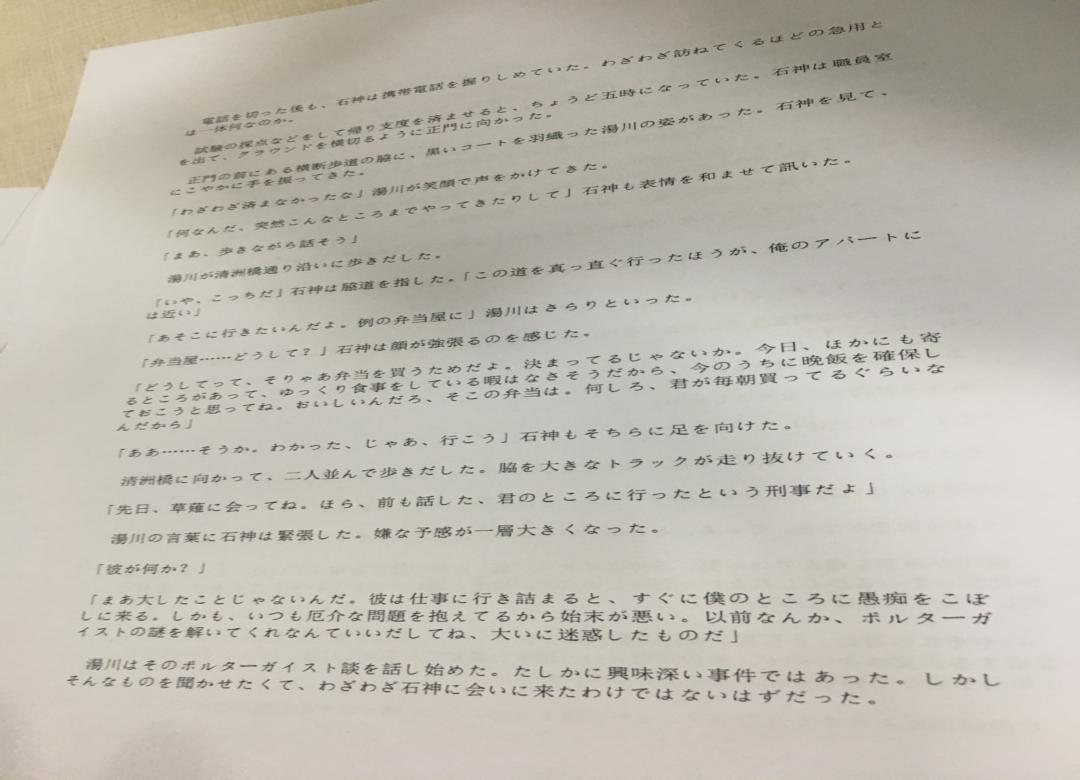 電話を切った後も、石神は携帯電話を握りしめていた。わざわざ訪ねてくるほどの急用と
は一体何なのか。
試験の採点などをして帰り支度を済ませると、ちょうど五時になっていた。石神は職員室
を出て、グラウンドを横切るように正門に向かった。
正門の前にある横断歩道の脇に、黒いコートを羽織った湯川の姿があった。石神を見て、
にこやかに手を振ってきた。
「わざわざ済まなかったな」湯川が笑顔で声をかけてきた。
「何なんだ、突然こんなところまでやってきたりして」石神も表情を和ませて訊いた。
「まあ、歩きながら話そう」
湯川が清洲橋通り沿いに歩きだした。
「いや、こっちだ」石神は脇道を指した。「この道を真っ直ぐ行ったほうが、俺のアパートに
は近い」
「あそこに行きたいんだよ。例の弁当屋に」湯川はさらりといった。
「弁当屋……どうして？」石神は顔が強張るのを感じた。
「どうしてって、そりゃあ弁当を買うためだよ。決まってるじゃないか。今日、ほかにも寄
るところがあって、ゆっくり食事をしている暇はなさそうだから、今のうちに晩飯を確保し
ておこうと思ってね。おいしいんだろ、そこの弁当は。何しろ、君が毎朝買ってるぐらいな
んだから」
「ああ……そうか。わかった、じゃあ、行こう」石神もそちらに足を向けた。
清洲橋に向かって、二人並んで歩きだした。脇を大きなトラックが走り抜けていく。
「先日、草薙に会ってね。ほら、前も話した、君のところに行ったという刑事だよ」
湯川の言葉に石神は緊張した。嫌な予感が一層大きくなった。
「彼が何か？」
「まあ大したことじゃないんだ。彼は仕事に行き詰まると、すぐに僕のところに愚痴をこぼ
しに来る。しかも、いつも厄介な問題を抱えてるから始末が悪い。以前なんか、ポルターガ
イストの謎を解いてくれなんていいだしてね、大いに迷惑したものだ」
湯川はそのポルターガイスト談を話し始めた。たしかに興味深い事件ではあった。しかし
そんなものを聞かせたくて、わざわざ石神に会いに来たわけではないはずだった。